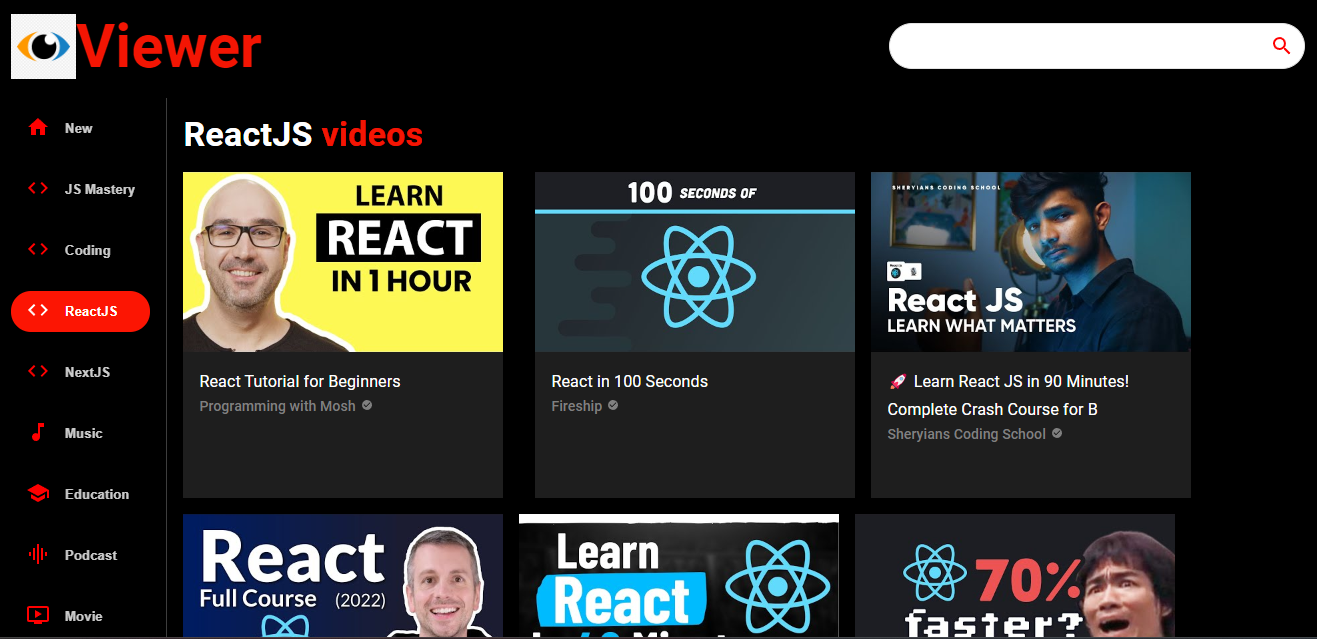 Viewer
New
JS Mastery
Coding
ReactJS
NextJS
Music
Education
Podcast
Movie
ReactJS videos
LEARN
REACT
IN 1 HOUR
React Tutorial for Beginners
Programming with Mosh
100 SECONDS OF
React in 100 Seconds
Fireship
SHERYIANS CODING SCHOOL
React JS
LEARN WHAT MATTERS
🚀 Learn React JS in 90 Minutes!
Complete Crash Course for B
Sheryians Coding School
React
Full Course (2022)
Learn
React
70%
faster?